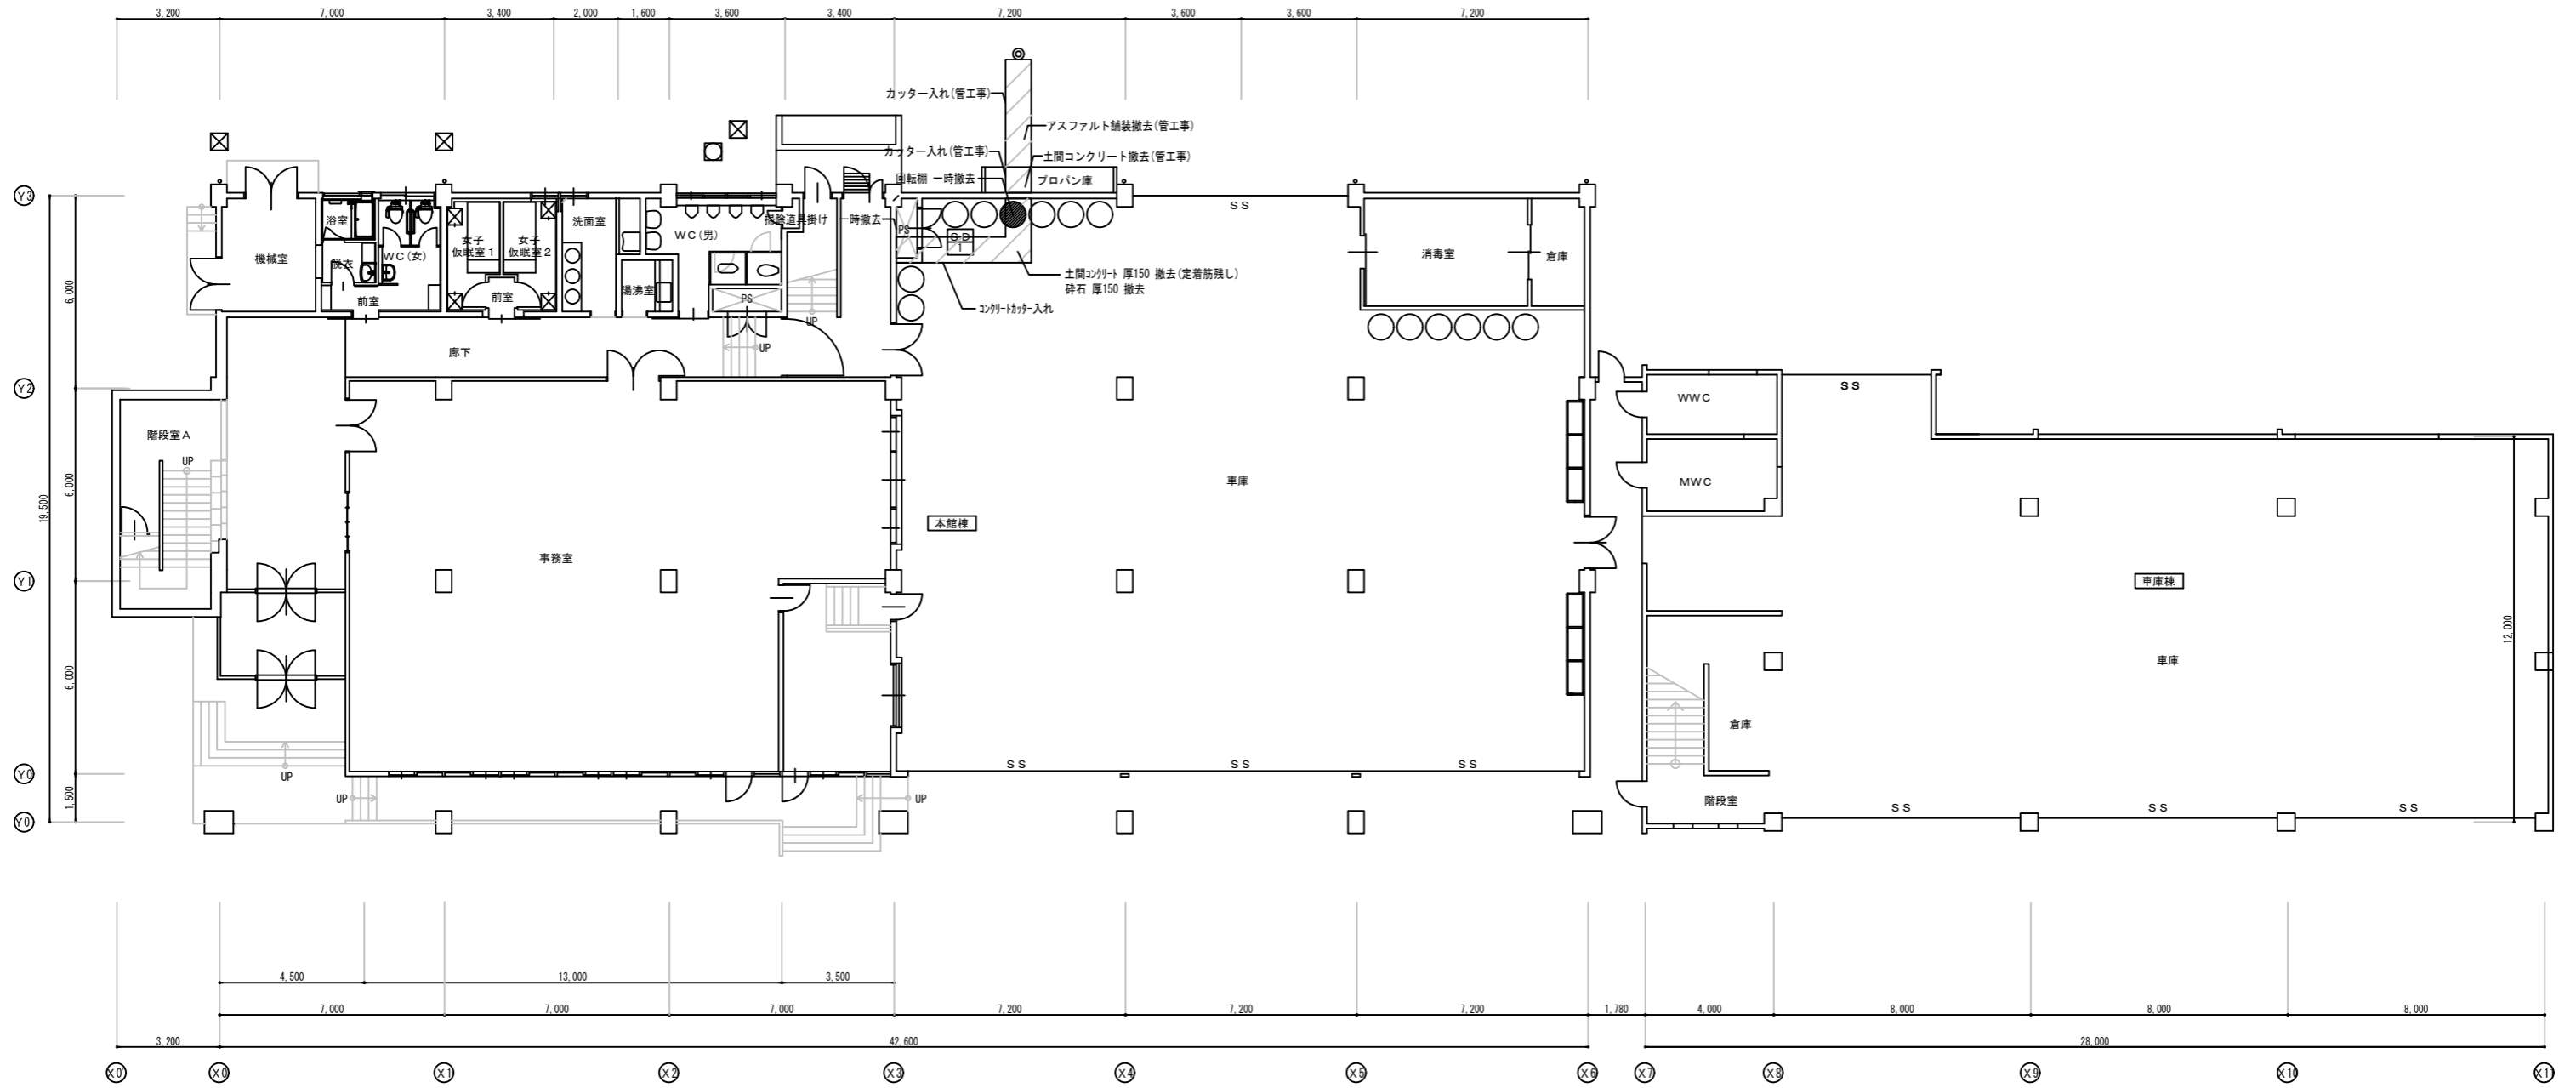 3,200
7,000
3,400
2,000
1,600
3,600
3,400
7,200
3,600
3,600
7,200
カッター入れ(管工事)
アスファルト舗装撤去(管工事)
カッター入れ(管工事)
土間コンクリート撤去(管工事)
回転棚 一時撤去
プロパン庫
Y3
浴室
洗面室
掃除道具掛け 一時撤去
SS
WC(男)
PS
SD
1
女子
仮眠室1
女子
仮眠室2
機械室
脱衣
WC(女)
消毒室
倉庫
土間コンクリート 厚150 撤去(定着筋残し)
砕石 厚150 撤去
6,000
前室
前室
湯沸室
PS
コンクリートカッター入れ
UP
UP
廊下
Y2
SS
WWC
階段室A
UP
6,000
車庫
MWC
19,500
本館棟
事務室
Y1
車庫棟
12,000
6,000
車庫
倉庫
SS
SS
SS
Y0
UP
1,500
UP
UP
階段室
SS
SS
SS
Y0
4,500
13,000
3,500
7,000
7,000
7,000
7,200
7,200
7,200
1,780
4,000
8,000
8,000
8,000
3,200
42,600
28,000
X0
X0
X1
X2
X3
X4
X5
X6
X7
X8
X9
X10
X11